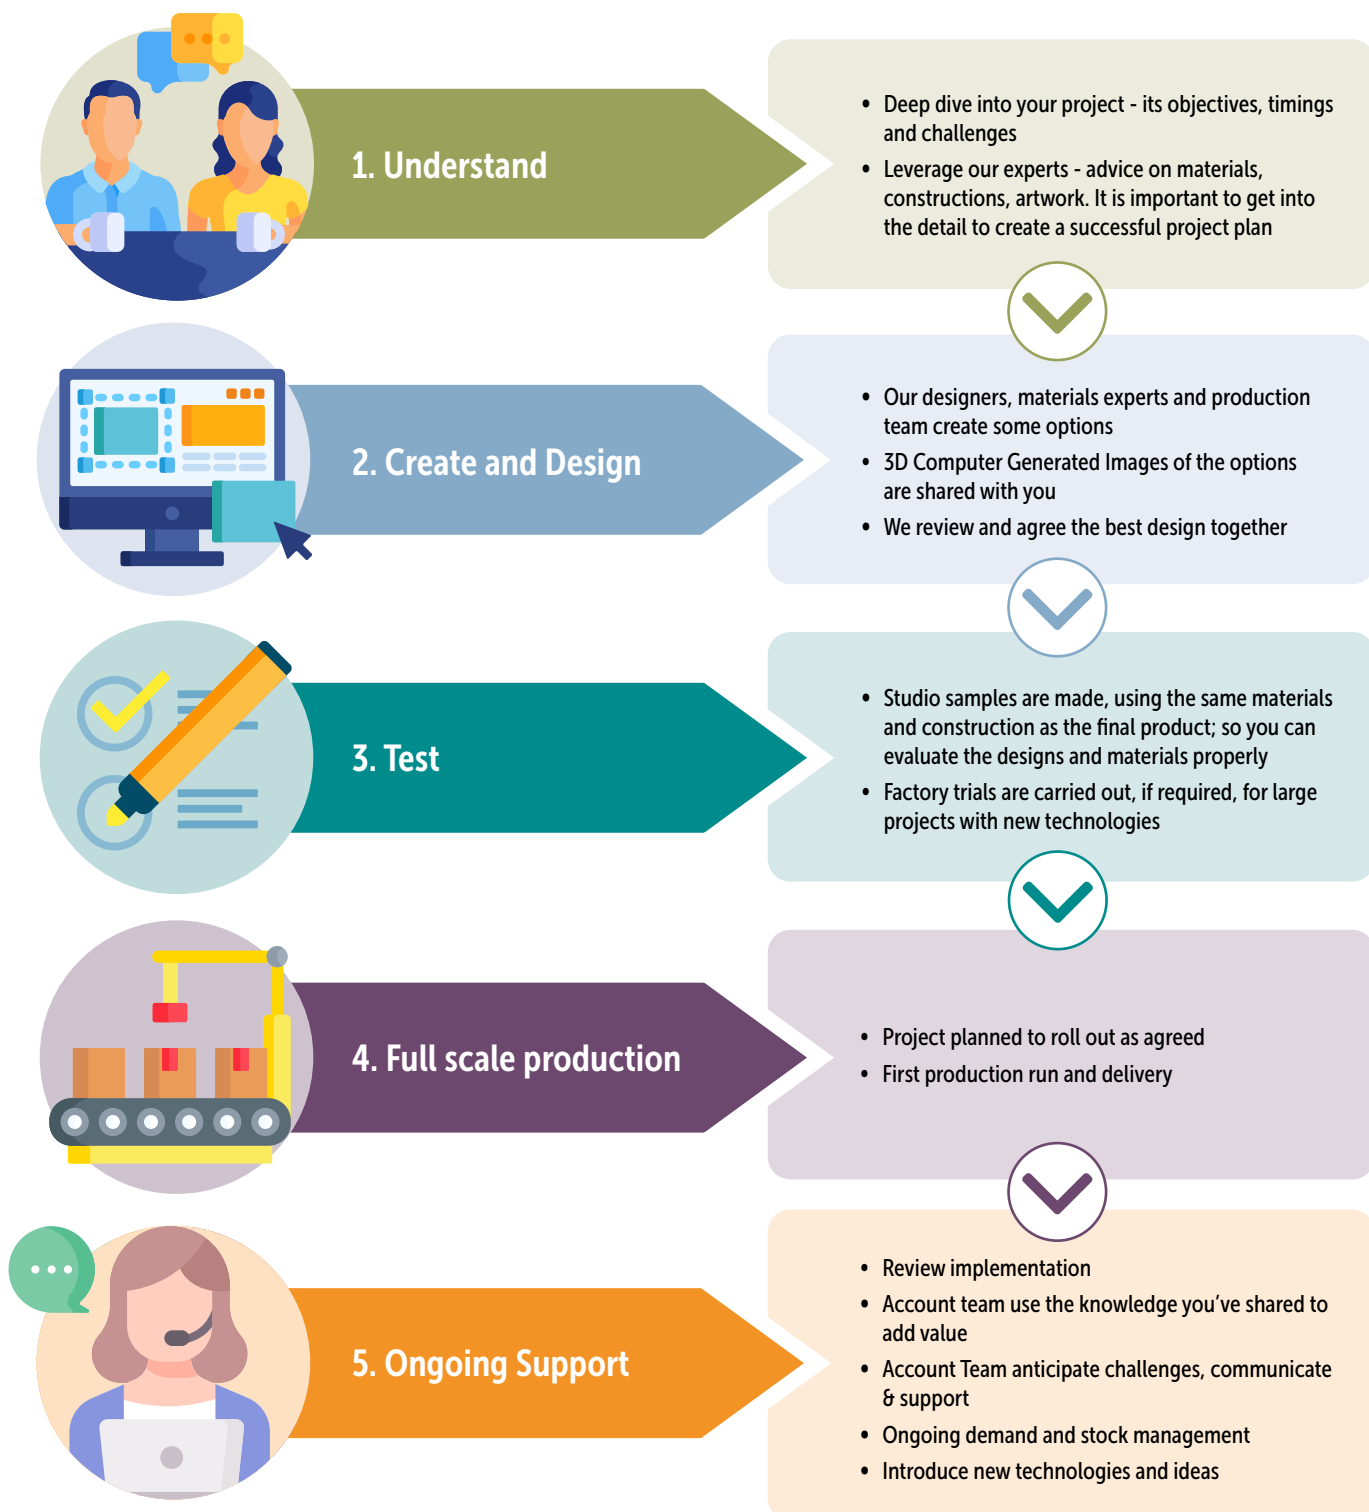 1. Understand
• Deep dive into your project - its objectives, timings
and challenges
• Leverage our experts - advice on materials,
constructions, artwork. It is important to get into
the detail to create a successful project plan
2. Create and Design
• Our designers, materials experts and production
team create some options
• 3D Computer Generated Images of the options
are shared with you
• We review and agree the best design together
3. Test
• Studio samples are made, using the same materials
and construction as the final product; so you can
evaluate the designs and materials properly
• Factory trials are carried out, if required, for large
projects with new technologies
4. Full scale production
• Project planned to roll out as agreed
• First production run and delivery
5. Ongoing Support
• Review implementation
• Account team use the knowledge you’ve shared to
add value
• Account Team anticipate challenges, communicate
& support
• Ongoing demand and stock management
• Introduce new technologies and ideas